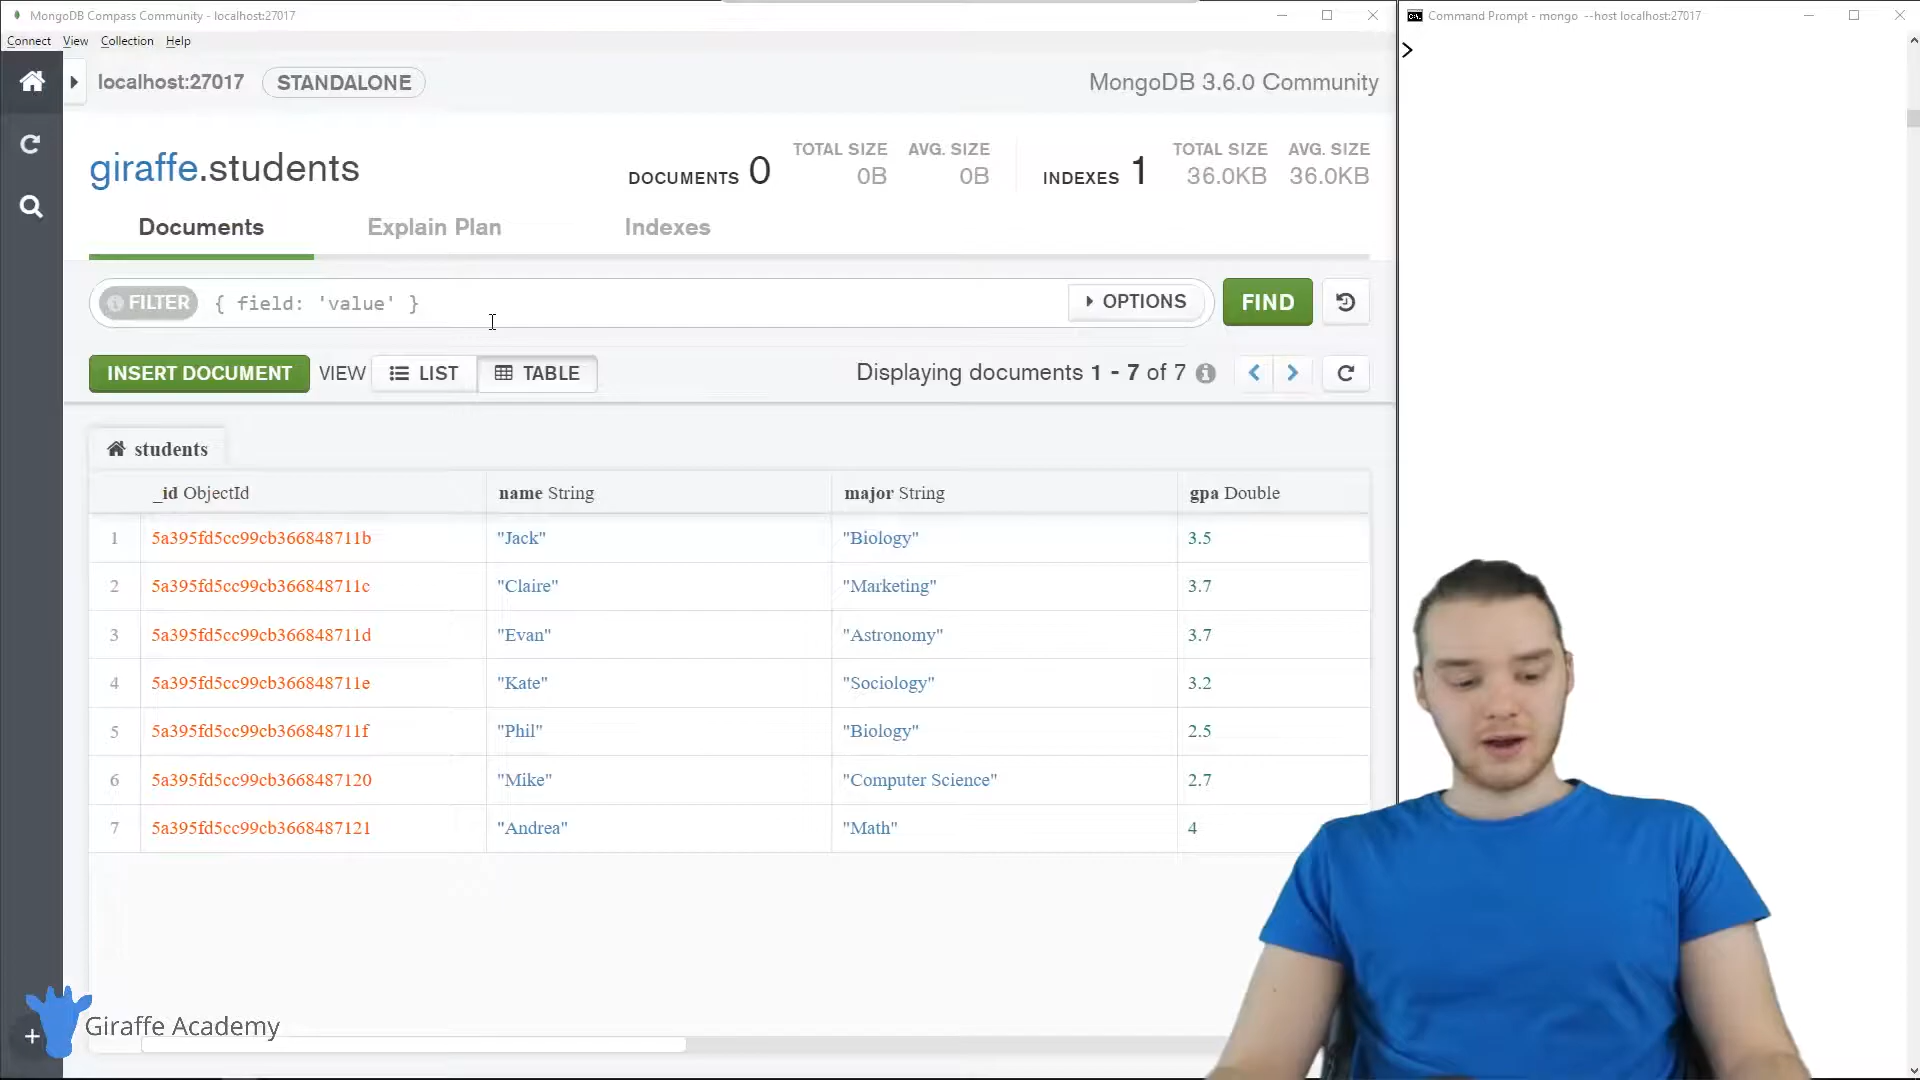 MongoDB Compass Community - localhost:27017
Command Prompt - mongo --host localhost:27017
Connect View Collection Help
>
localhost:27017 STANDALONE MongoDB 3.6.0 Community
giraffe.students
DOCUMENTS 0
TOTAL SIZE AVG. SIZE
0B 0B
INDEXES 1
TOTAL SIZE AVG. SIZE
36.0KB 36.0KB
Documents Explain Plan Indexes
FILTER { field: 'value' } OPTIONS FIND
INSERT DOCUMENT VIEW LIST TABLE Displaying documents 1 - 7 of 7
students
_id ObjectId name String major String gpa Double
1 5a395fd5cc99cb366848711b "Jack" "Biology" 3.5
2 5a395fd5cc99cb366848711c "Claire" "Marketing" 3.7
3 5a395fd5cc99cb366848711d "Evan" "Astronomy" 3.7
4 5a395fd5cc99cb366848711e "Kate" "Sociology" 3.2
5 5a395fd5cc99cb366848711f "Phil" "Biology" 2.5
6 5a395fd5cc99cb3668487120 "Mike" "Computer Science" 2.7
7 5a395fd5cc99cb3668487121 "Andrea" "Math" 4
Giraffe Academy